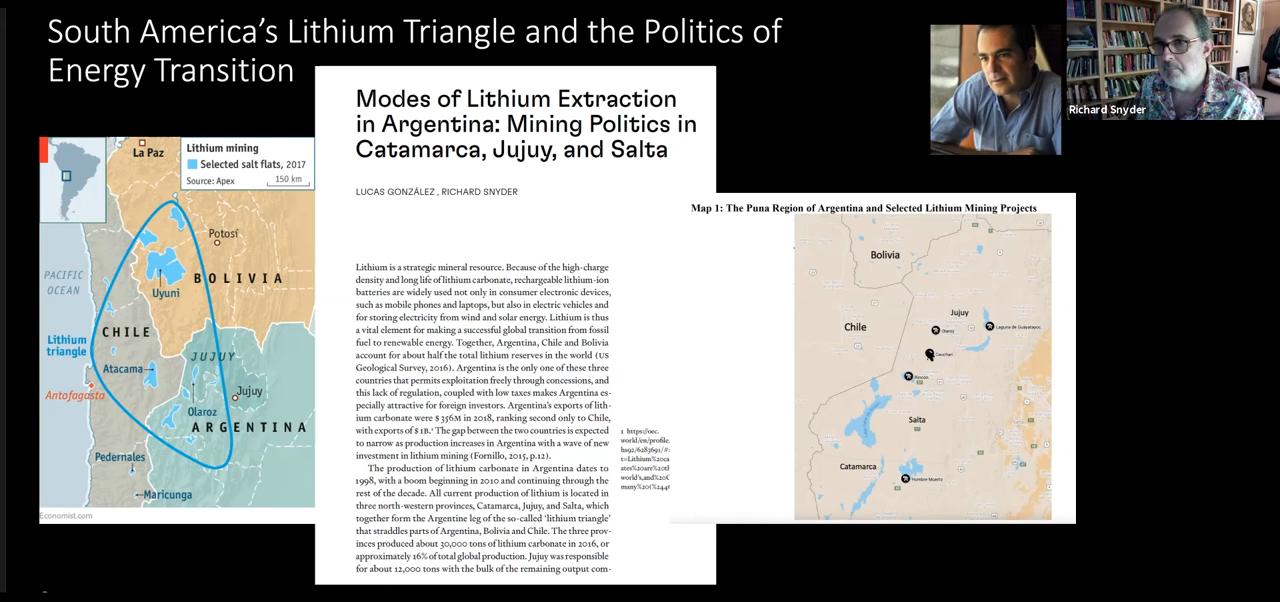 South America's Lithium Triangle and the Politics of
Energy Transition
Richard Snyder
La Paz
Lithium mining
Selected salt flats, 2017
Source: Apex
150 km
Potosí
PACIFIC
OCEAN
BOLIVIA
Uyuni
CHILE
Lithium
triangle
JUJUY
Atacama
Jujuy
Antofagasta
Olaroz
ARGENTINA
Pedernales
Maricunga
Economist.com
Modes of Lithium Extraction
in Argentina: Mining Politics in
Catamarca, Jujuy, and Salta
LUCAS GONZÁLEZ , RICHARD SNYDER
Lithium is a strategic mineral resource. Because of the high-charge
density and long life of lithium carbonate, rechargeable lithium-ion
batteries are widely used not only in consumer electronic devices,
such as mobile phones and laptops, but also in electric vehicles and
for storing electricity from wind and solar energy. Lithium is thus
a vital element for making a successful global transition from fossil
fuel to renewable energy. Together, Argentina, Chile and Bolivia
account for about half the total lithium reserves in the world (US
Geological Survey, 2016). Argentina is the only one of these three
countries that permits exploitation freely through concessions, and
this lack of regulation, coupled with low taxes makes Argentina es-
pecially attractive for foreign investors. Argentina's exports of lith-
ium carbonate were $ 356M in 2018, ranking second only to Chile,
with exports of $ 1B.¹ The gap between the two countries is expected
to narrow as production increases in Argentina with a wave of new
investment in lithium mining (Fornillo, 2015, p.12).
The production of lithium carbonate in Argentina dates to
1998, with a boom beginning in 2010 and continuing through the
rest of the decade. All current production of lithium is located in
three north-western provinces, Catamarca, Jujuy, and Salta, which
together form the Argentine leg of the so-called 'lithium triangle'
that straddles parts of Argentina, Bolivia and Chile. The three prov-
inces produced about 30,000 tons of lithium carbonate in 2016, or
approximately 16% of total global production. Jujuy was responsible
for about 12,000 tons with the bulk of the remaining output com-
1 https://oec.
world/en/profile,
t=Lithium%20ca
Map 1: The Puna Region of Argentina and Selected Lithium Mining Projects
Bolivia
Jujuy
Chile
Olaroz
Laguna de Guayatayoc
Cauchari
Rincon
Salta
Catamarca
Hombre Muerto